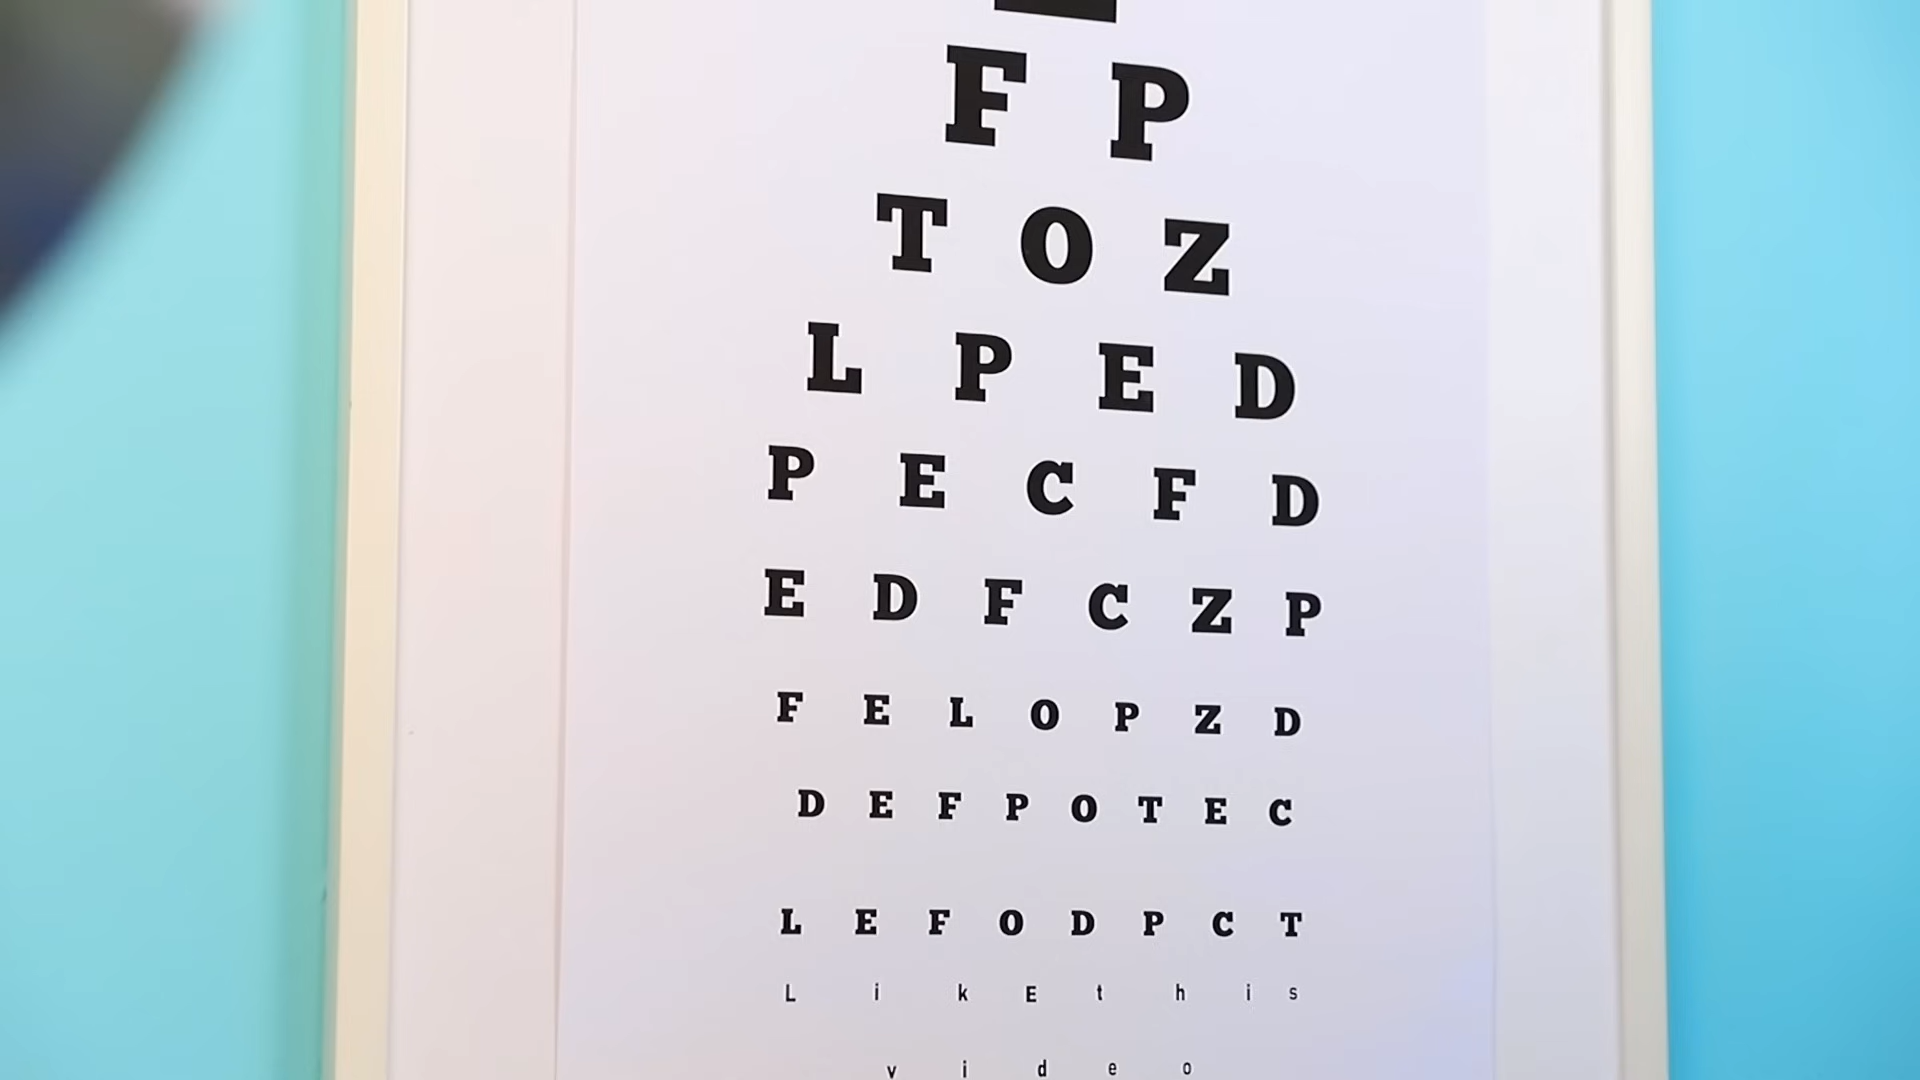 F P
T O Z
L P E D
P E C F D
E D F C Z P
F E L O P Z D
D E F P O T E C
L E F O D P C T
L i k E t h i s
v i d e o